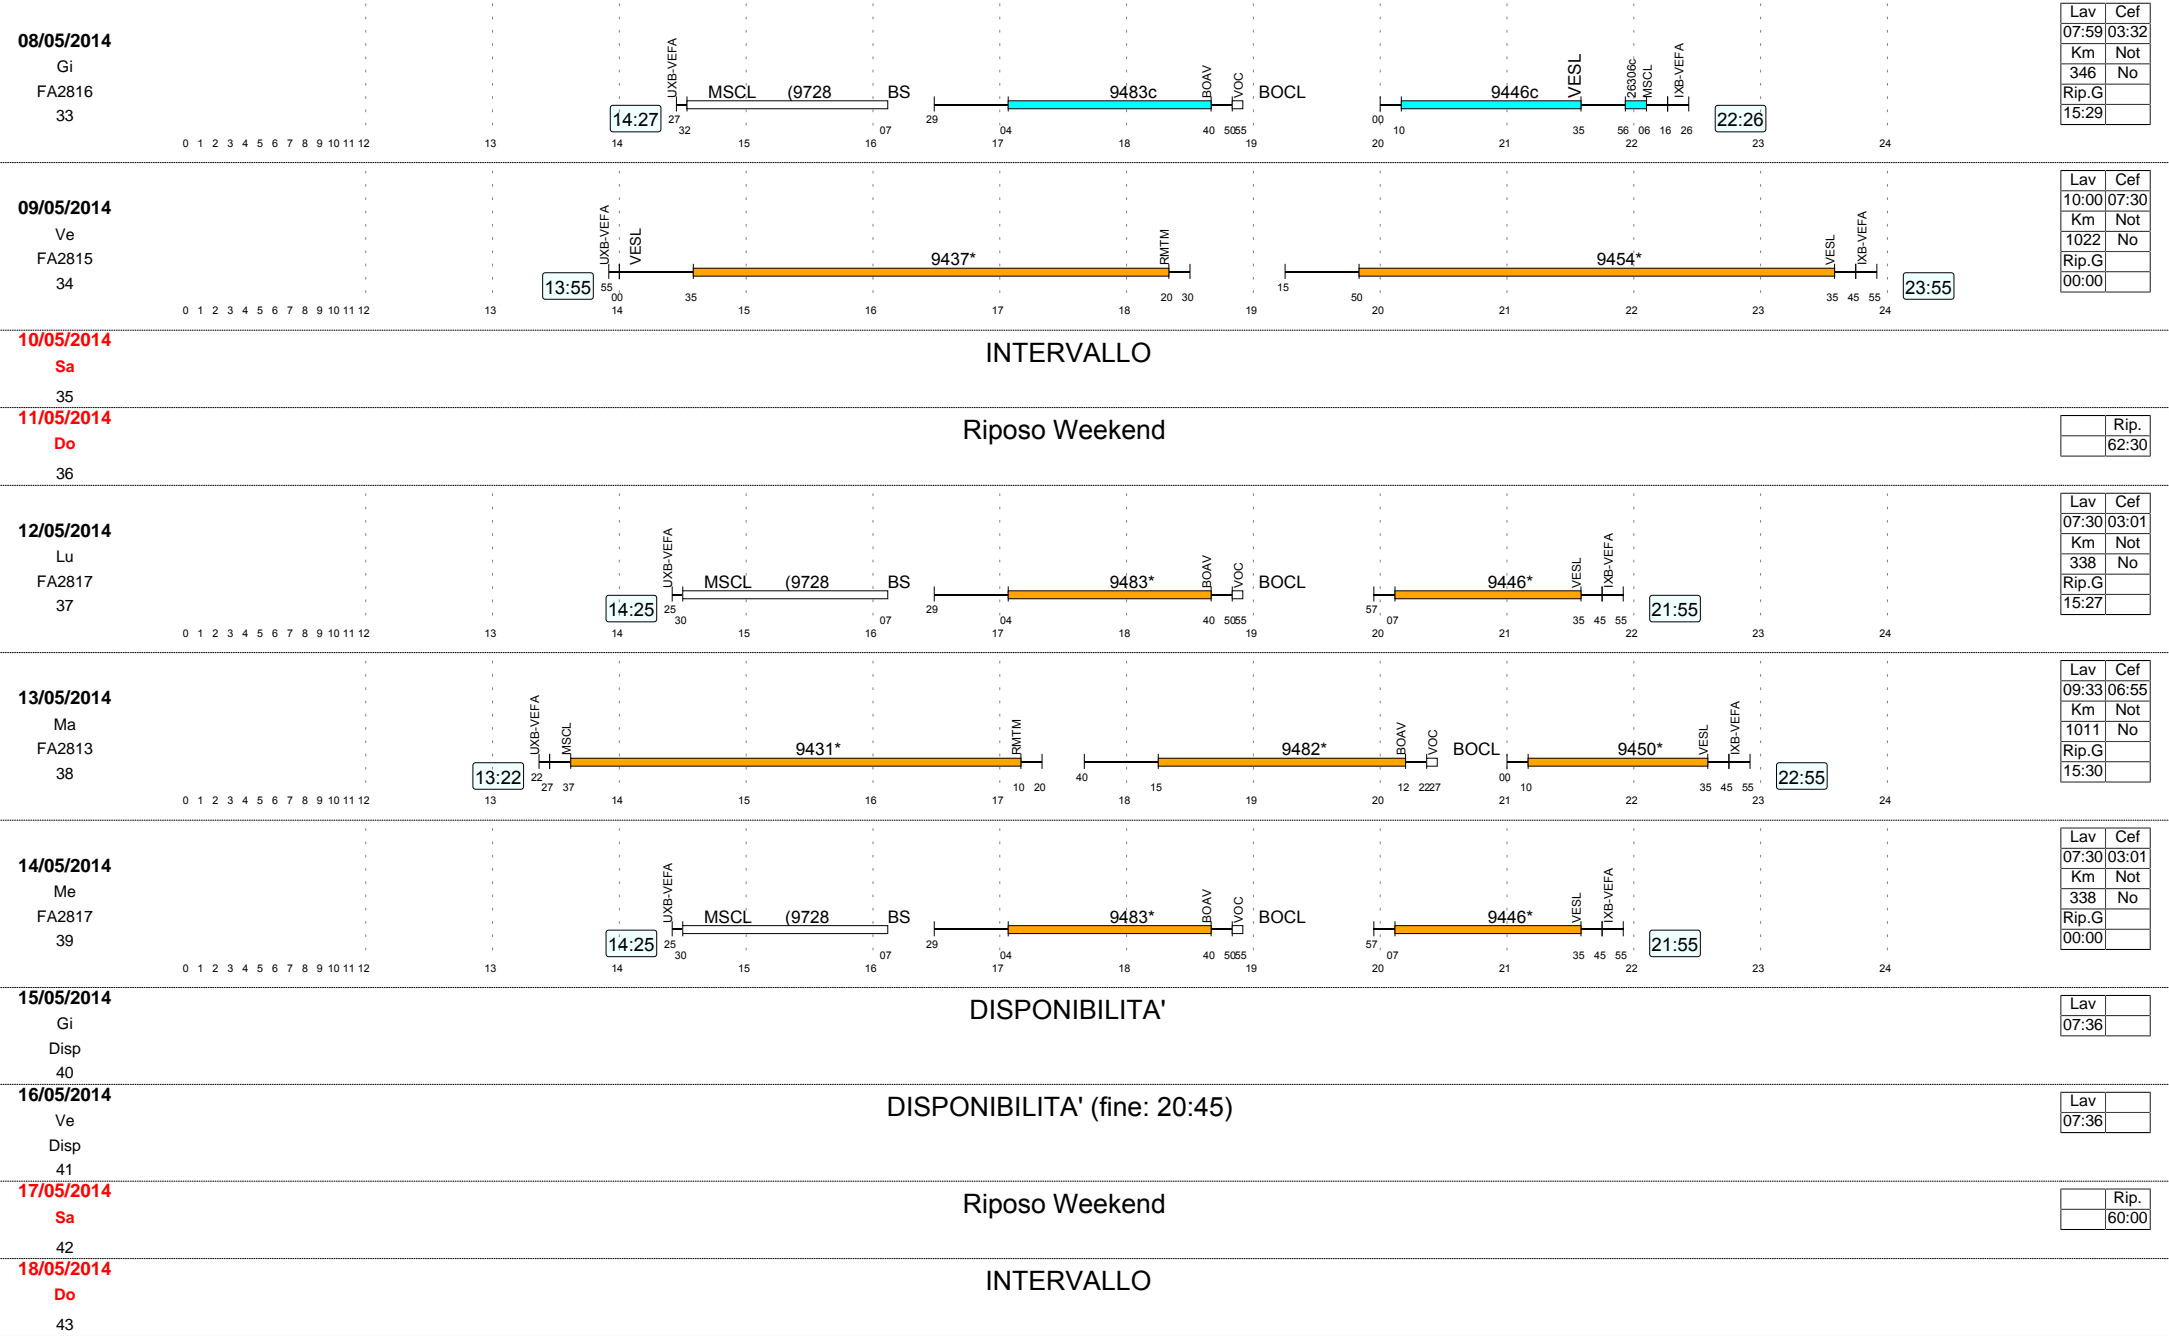 Lav Cef
08/05/2014 07:59 03:32
Gi Km Not
FA2816 346 No
33 Rip.G
15:29
UXB-VEFA MSCL (9728 BS 9483c BOAV VOC BOCL 9446c VESL 26306c MSCL IXB-VEFA
14:27 27 32 07 29 04 40 50 55 00 10 35 56 06 16 26 22:26
0 1 2 3 4 5 6 7 8 9 10 11 12 13 14 15 16 17 18 19 20 21 22 23 24
Lav Cef
09/05/2014 10:00 07:30
Ve Km Not
FA2815 1022 No
34 Rip.G
00:00
UXB-VEFA VESL 9437* RMTM 9454* VESL IXB-VEFA
13:55 55 00 35 20 30 15 50 35 45 55 23:55
0 1 2 3 4 5 6 7 8 9 10 11 12 13 14 15 16 17 18 19 20 21 22 23 24
10/05/2014 INTERVALLO
Sa
35
11/05/2014 Riposo Weekend Rip.
Do 62:30
36
Lav Cef
12/05/2014 07:30 03:01
Lu Km Not
FA2817 338 No
37 Rip.G
15:27
UXB-VEFA MSCL (9728 BS 9483* BOAV VOC BOCL 9446* VESL IXB-VEFA
14:25 25 30 07 29 04 40 50 55 57 07 35 45 55 21:55
0 1 2 3 4 5 6 7 8 9 10 11 12 13 14 15 16 17 18 19 20 21 22 23 24
Lav Cef
13/05/2014 09:33 06:55
Ma Km Not
FA2813 1011 No
38 Rip.G
15:30
UXB-VEFA MSCL 9431* RMTM 9482* BOAV VOC BOCL 9450* VESL IXB-VEFA
13:22 22 27 37 10 20 40 15 12 22 27 00 10 35 45 55 22:55
0 1 2 3 4 5 6 7 8 9 10 11 12 13 14 15 16 17 18 19 20 21 22 23 24
Lav Cef
14/05/2014 07:30 03:01
Me Km Not
FA2817 338 No
39 Rip.G
00:00
UXB-VEFA MSCL (9728 BS 9483* BOAV VOC BOCL 9446* VESL IXB-VEFA
14:25 25 30 07 29 04 40 50 55 57 07 35 45 55 21:55
0 1 2 3 4 5 6 7 8 9 10 11 12 13 14 15 16 17 18 19 20 21 22 23 24
15/05/2014 DISPONIBILITA' Lav
Gi 07:36
Disp
40
16/05/2014 DISPONIBILITA' (fine: 20:45) Lav
Ve 07:36
Disp
41
17/05/2014 Riposo Weekend Rip.
Sa 60:00
42
18/05/2014 INTERVALLO
Do
43